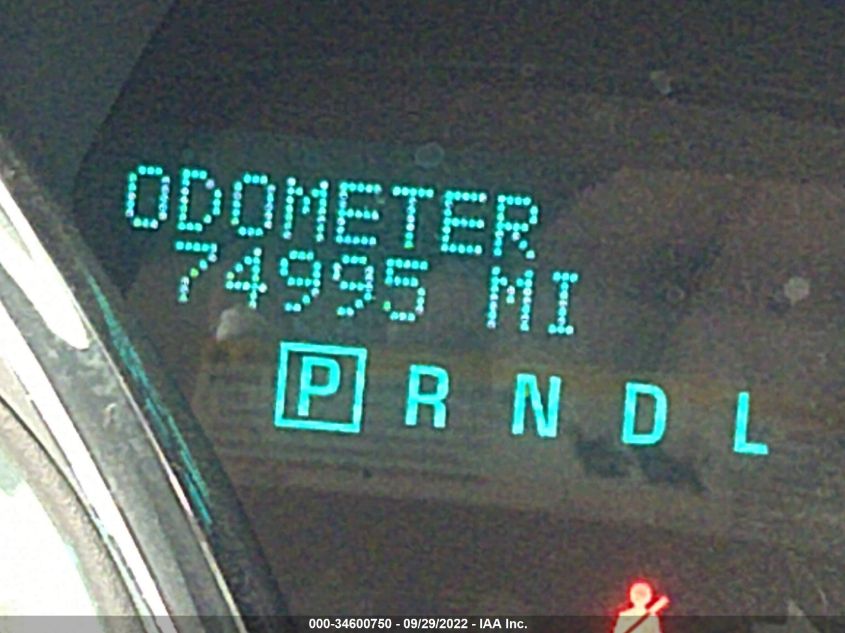 ODOMETER
74995 MI
P R N D L
000-34600750 - 09/29/2022 - IAA Inc.